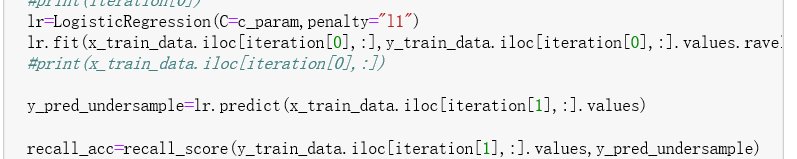 #print(iteration[0])
lr=LogisticRegression(C=c_param,penalty="l1")
lr.fit(x_train_data.iloc[iteration[0],:],y_train_data.iloc[iteration[0],:].values.ravel
#print(x_train_data.iloc[iteration[0],:])
y_pred_undersample=lr.predict(x_train_data.iloc[iteration[1],:].values)
recall_acc=recall_score(y_train_data.iloc[iteration[1],:].values,y_pred_undersample)